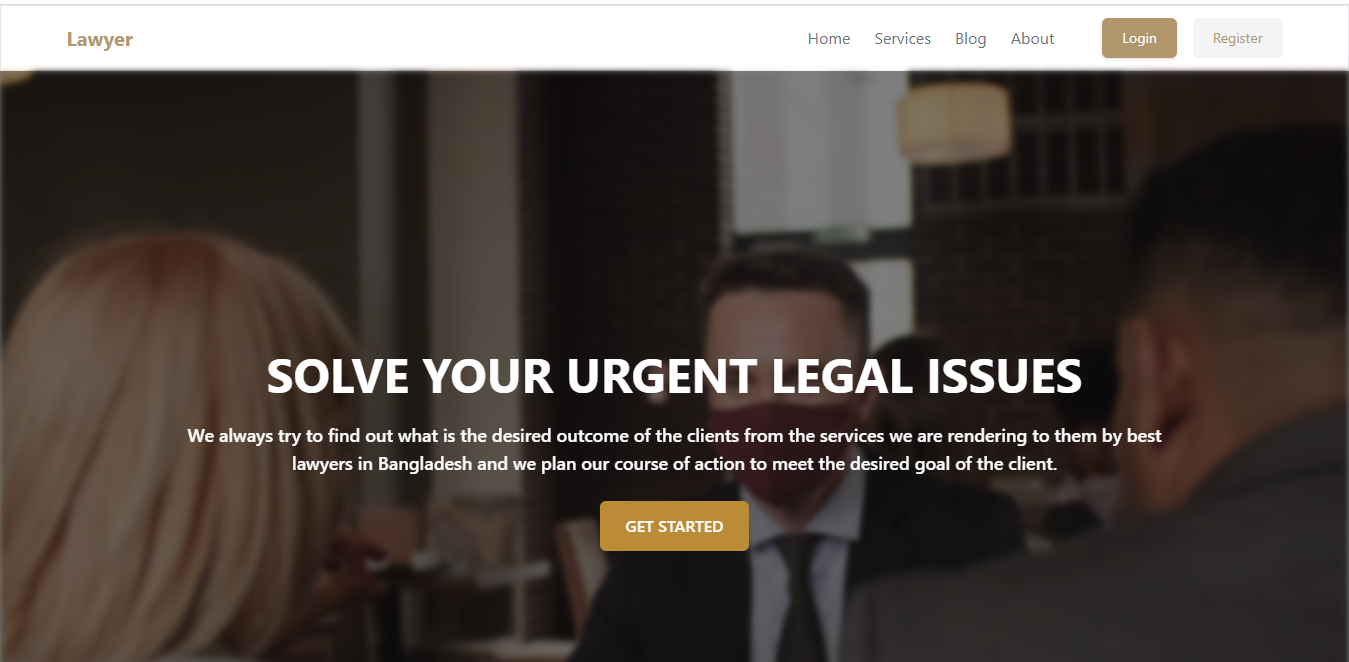 Lawyer
Home Services Blog About Login Register
SOLVE YOUR URGENT LEGAL ISSUES
We always try to find out what is the desired outcome of the clients from the services we are rendering to them by best
lawyers in Bangladesh and we plan our course of action to meet the desired goal of the client.
GET STARTED